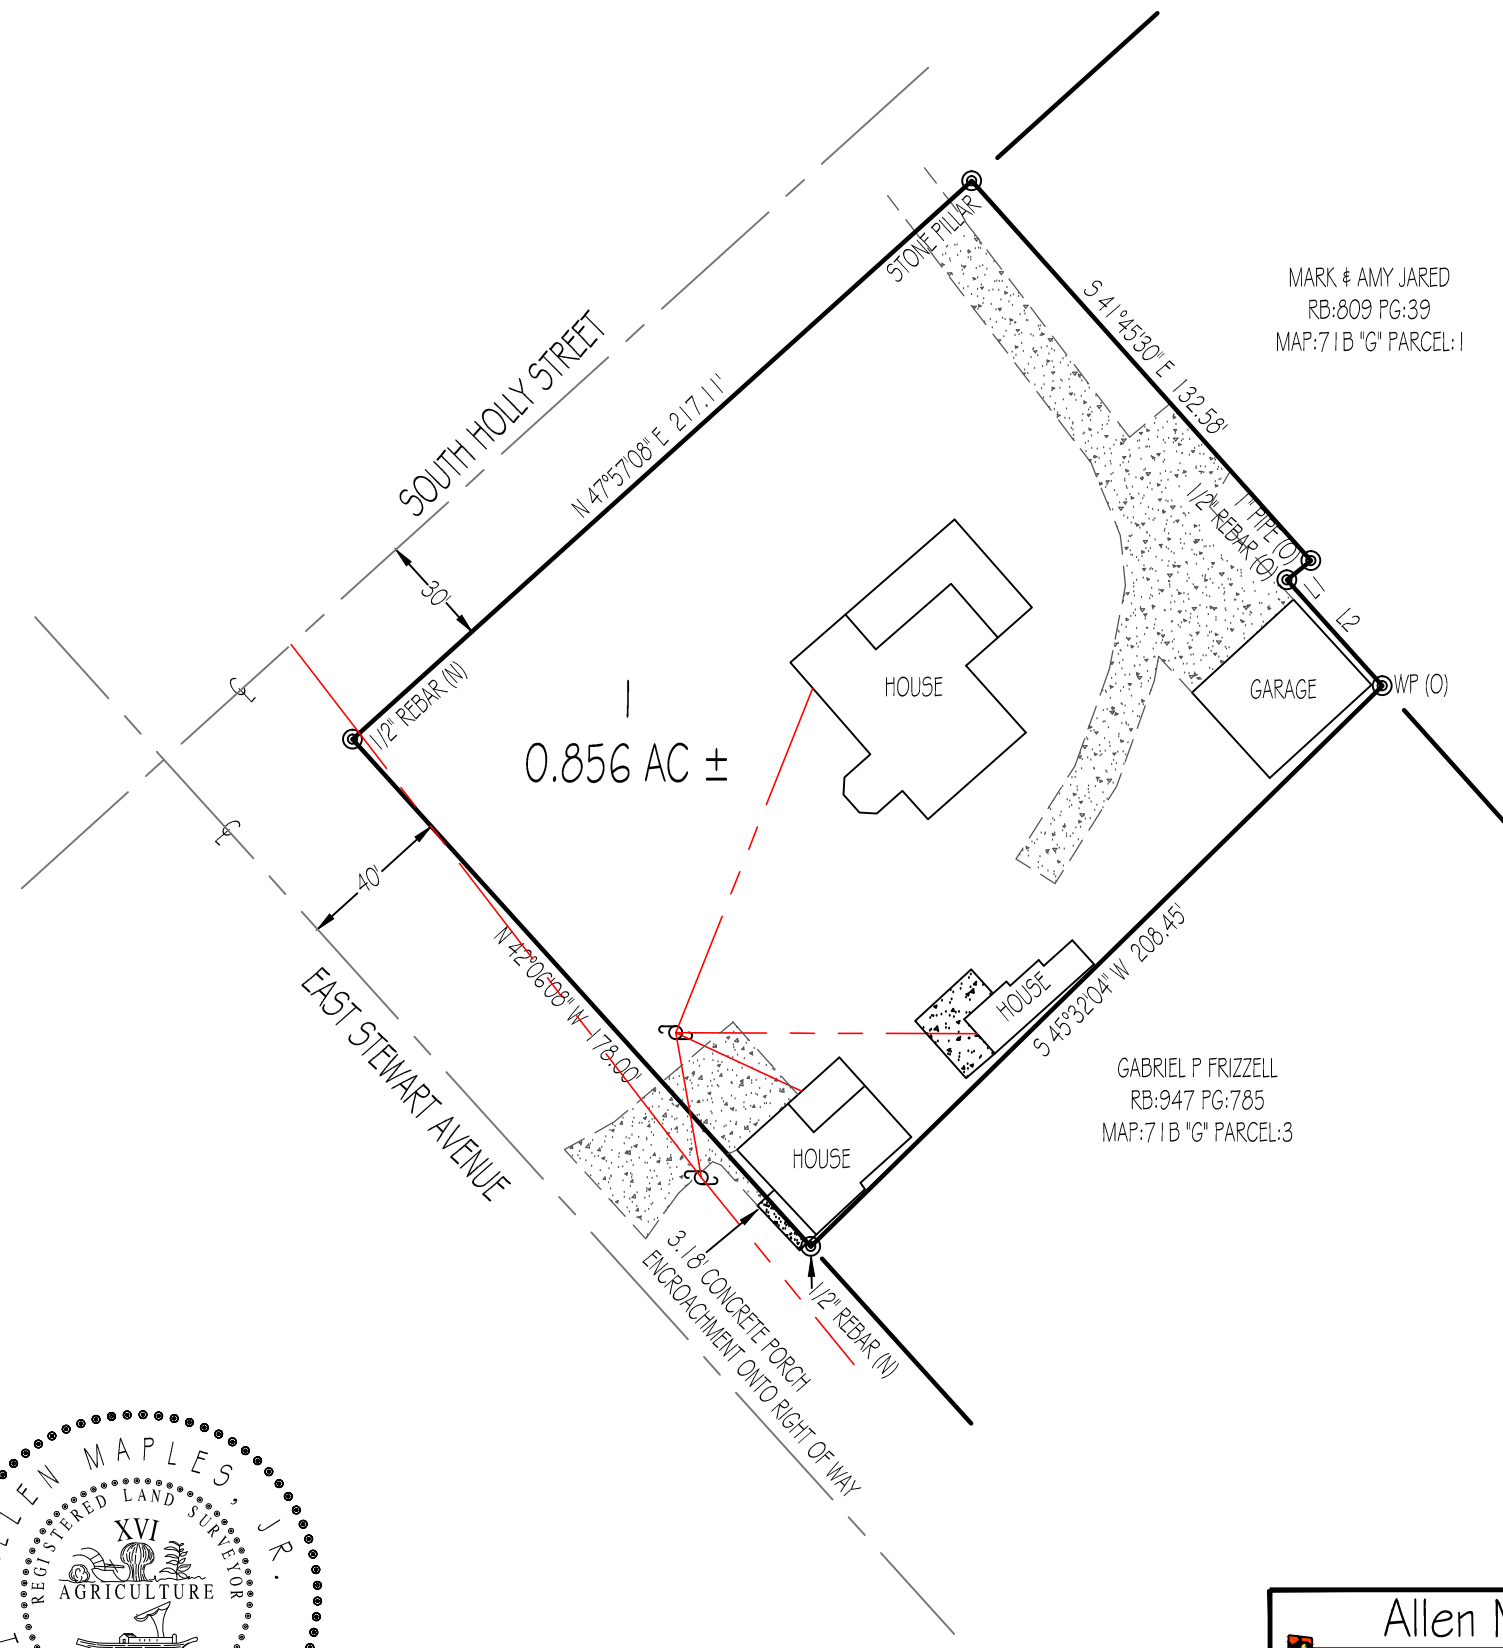 STONE PILLAR
MARK & AMY JARED
RB:809 PG:39
MAP:71B "G" PARCEL:1
S 41°45'30" E 132.58'
SOUTH HOLLY STREET
N 47°57'08" E 217.11'
30'
1" PIPE (O)
1/2" REBAR (O)
L1
L2
WP (O)
HOUSE
GARAGE
1/2" REBAR (N)
1
0.856 AC ±
℄
℄
40'
N 42°06'08" W 178.00'
EAST STEWART AVENUE
HOUSE
S 45°32'04" W 208.45'
GABRIEL P FRIZZELL
RB:947 PG:785
MAP:71B "G" PARCEL:3
HOUSE
3.18' CONCRETE PORCH
ENCROACHMENT ONTO RIGHT OF WAY
1/2" REBAR (N)
LLEN MAPLES, JR.
REGISTERED LAND SURVEYOR
XVI
AGRICULTURE
Allen